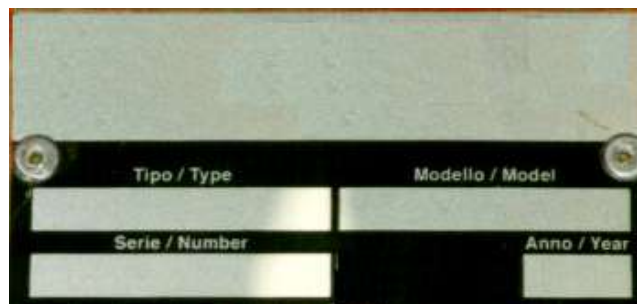 Tipo / Type Modello / Model
Serie / Number Anno / Year